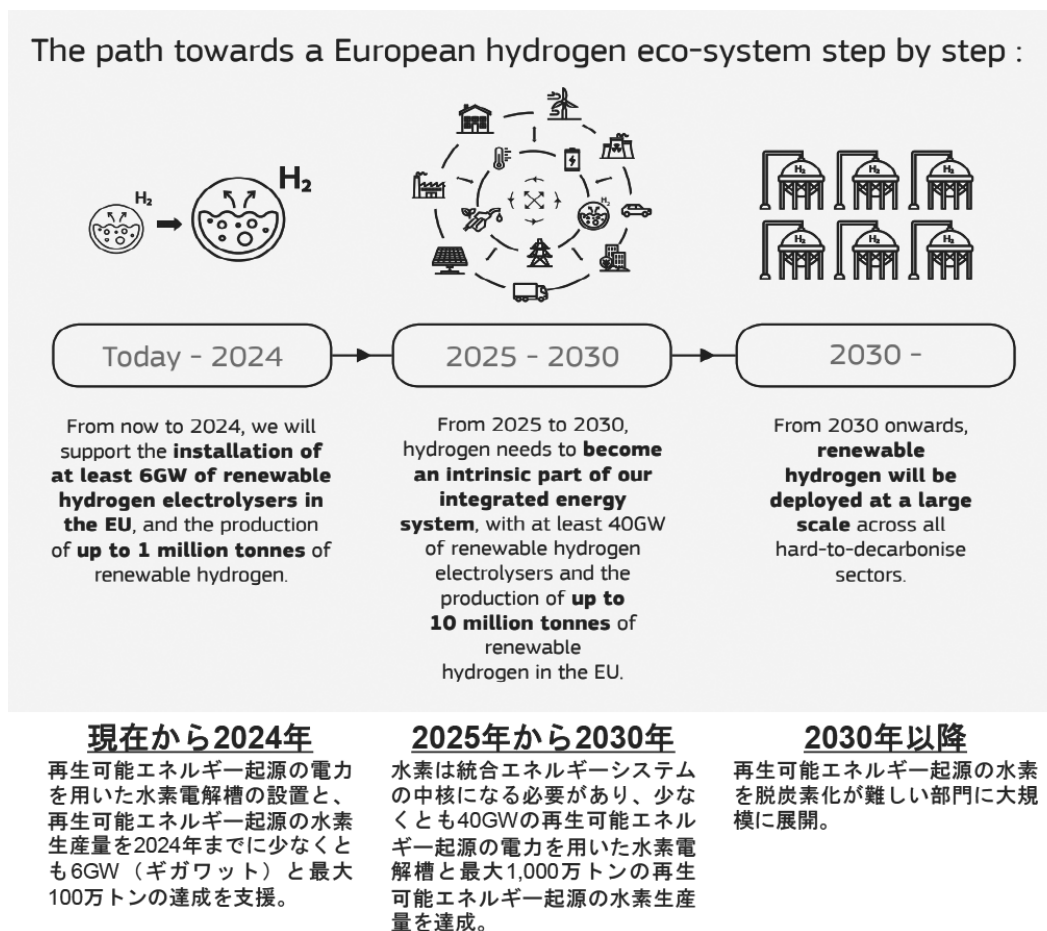 The path towards a European hydrogen eco-system step by step :
H₂
H₂
H₂
H₂
H₂
H₂
H₂
H₂
H₂
Today - 2024
2025 - 2030
2030 -
From now to 2024, we will
support the installation of
at least 6GW of renewable
hydrogen electrolysers in
the EU, and the production
of up to 1 million tonnes of
renewable hydrogen.
From 2025 to 2030,
hydrogen needs to become
an intrinsic part of our
integrated energy
system, with at least 40GW
of renewable hydrogen
electrolysers and the
production of up to
10 million tonnes of
renewable
hydrogen in the EU.
From 2030 onwards,
renewable
hydrogen will be
deployed at a large
scale across all
hard-to-decarbonise
sectors.
現在から2024年
再生可能エネルギー起源の電力
を用いた水素電解槽の設置と、
再生可能エネルギー起源の水素
生産量を2024年までに少なくと
も6GW（ギガワット）と最大
100万トンの達成を支援。
2025年から2030年
水素は統合エネルギーシステム
の中核になる必要があり、少な
くとも40GWの再生可能エネル
ギー起源の電力を用いた水素電
解槽と最大1,000万トンの再生
可能エネルギー起源の水素生産
量を達成。
2030年以降
再生可能エネルギー起源の水素
を脱炭素化が難しい部門に大規
模に展開。